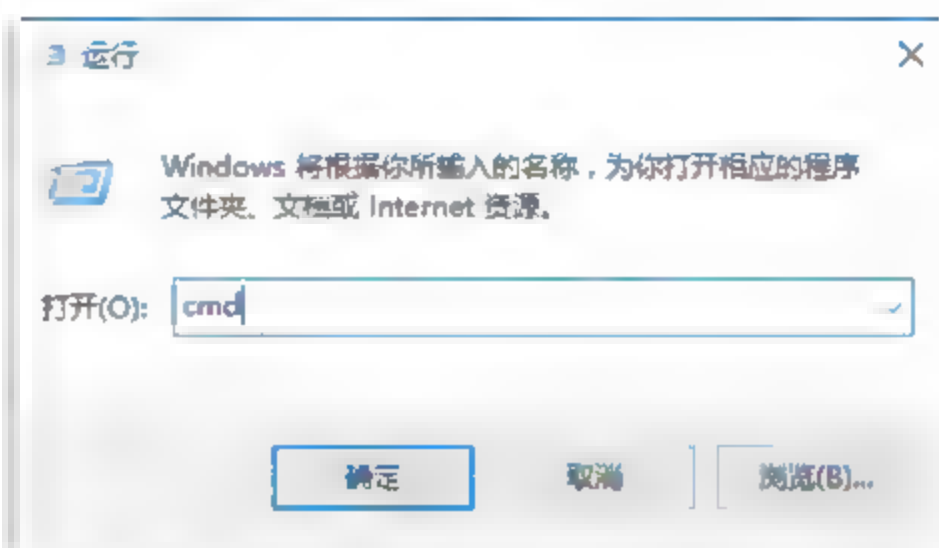 运行
Windows 将根据你所输入的名称，为你打开相应的程序
文件夹、文档或 Internet 资源。
打开(O): cmd
确定 取消 浏览(B)...